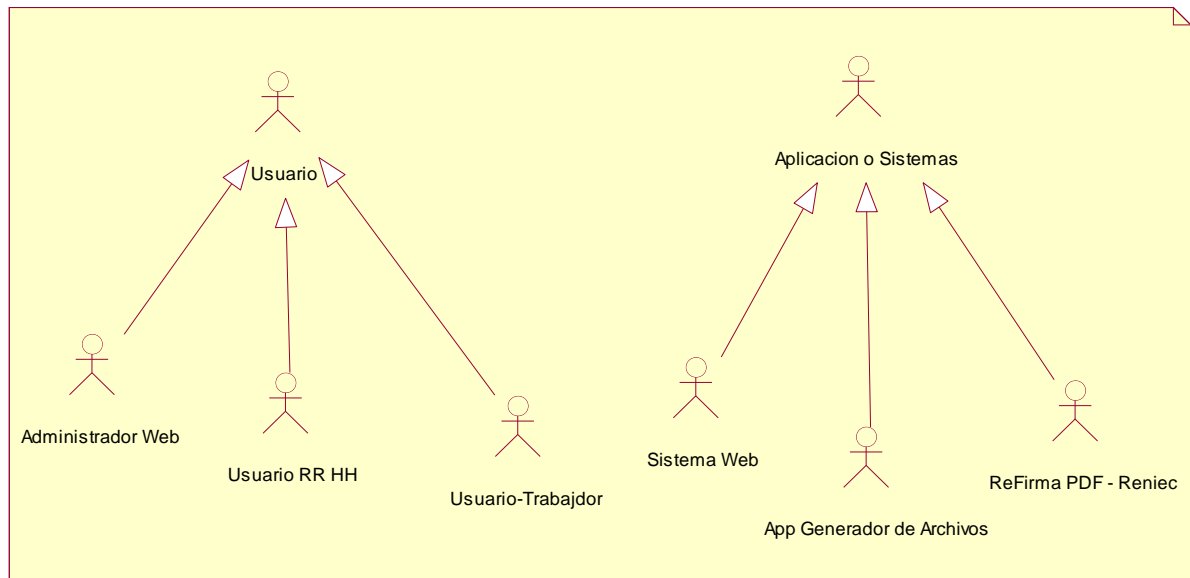 Usuario
Aplicacion o Sistemas
Administrador Web
Usuario RR HH
Usuario-Trabajdor
Sistema Web
App Generador de Archivos
ReFirma PDF - Reniec